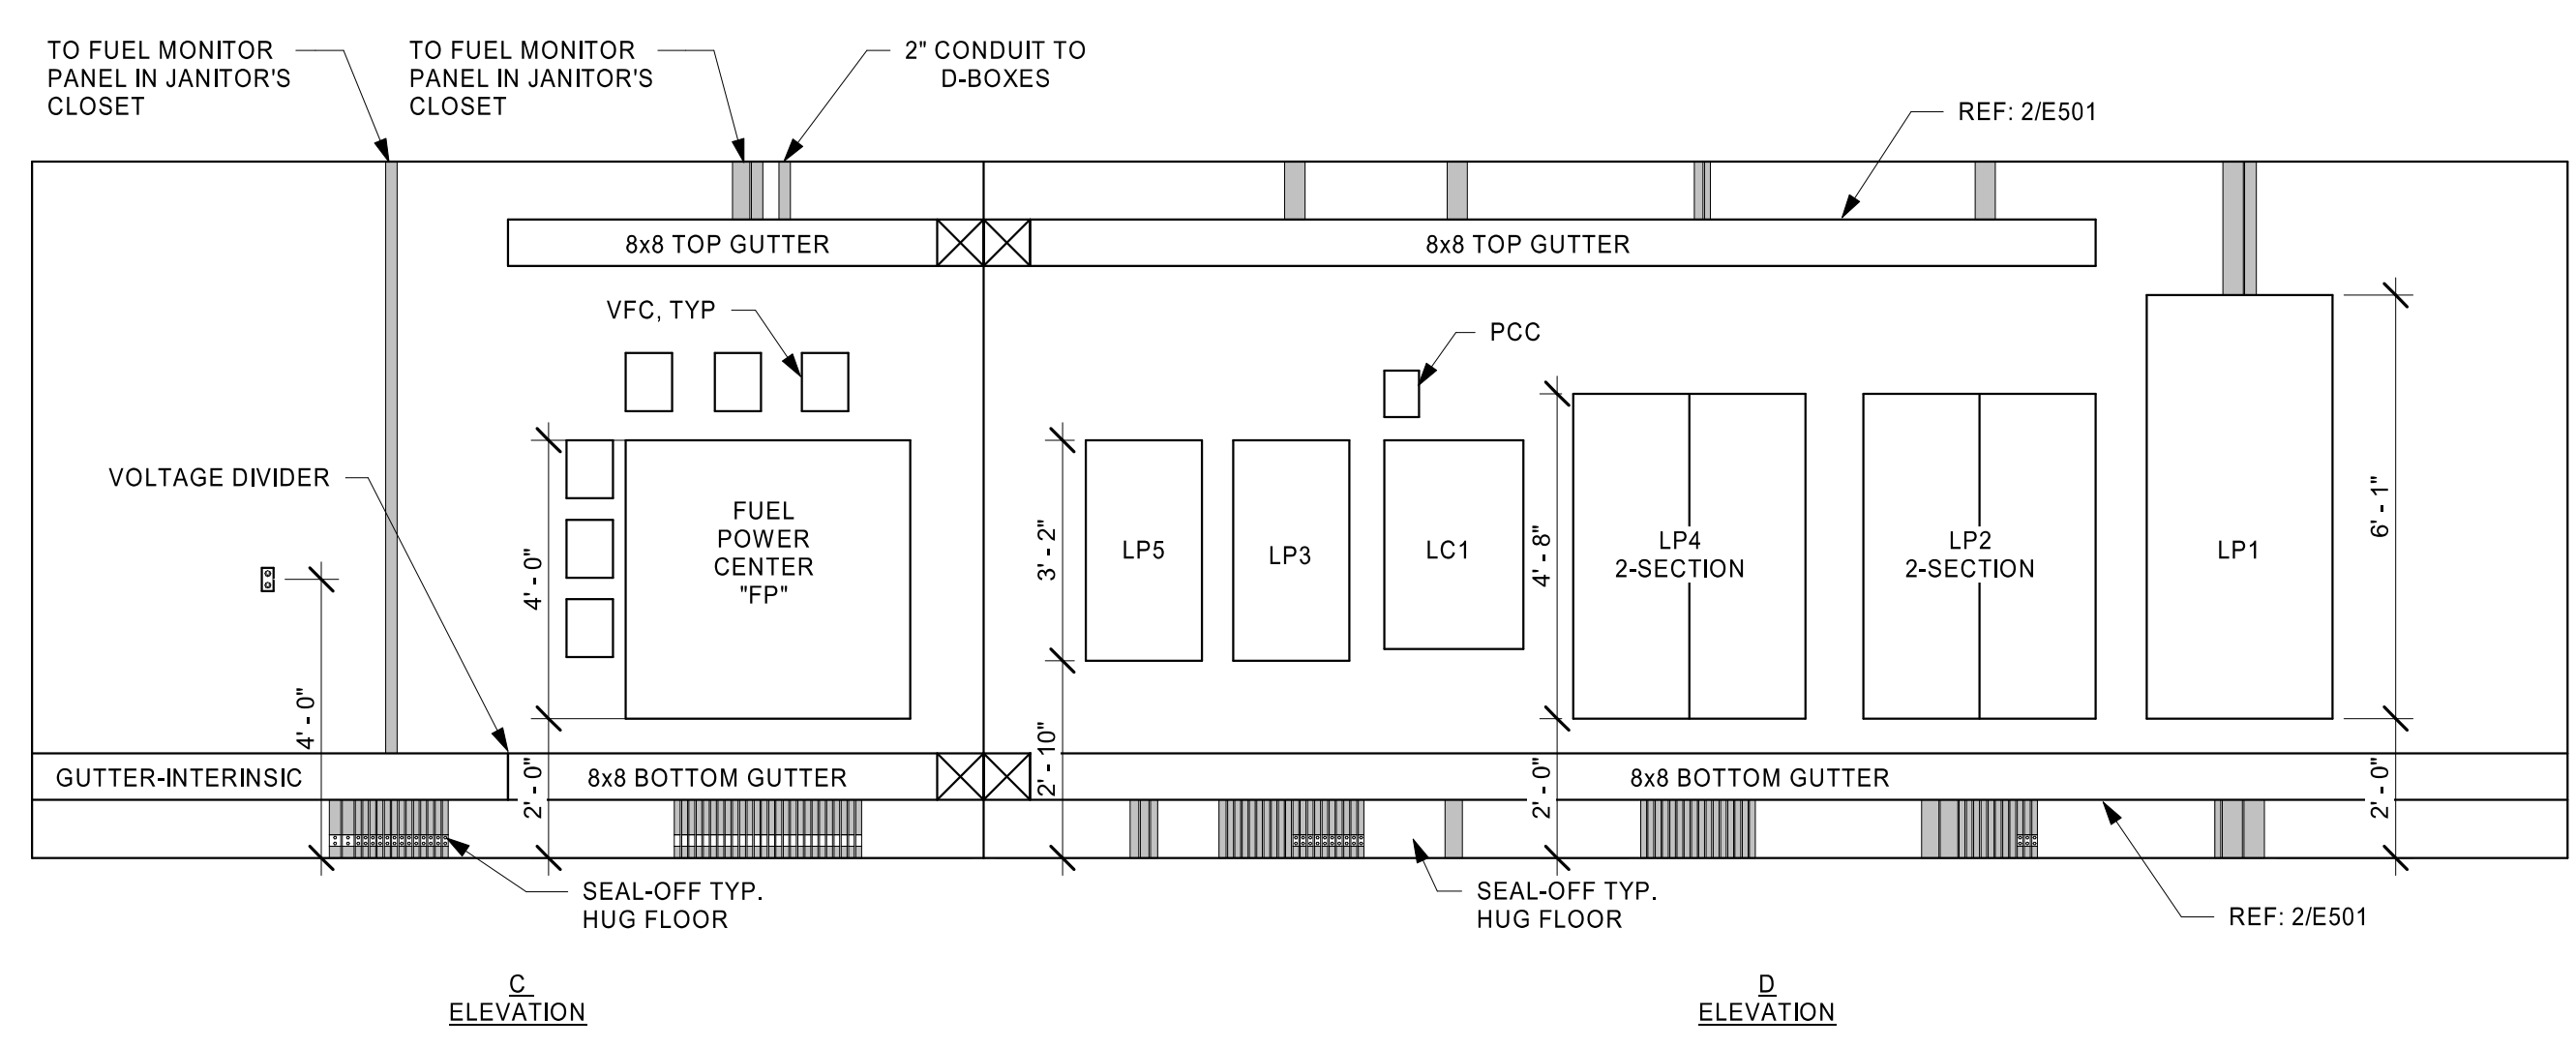 TO FUEL MONITOR
PANEL IN JANITOR'S
CLOSET
TO FUEL MONITOR
PANEL IN JANITOR'S
CLOSET
2" CONDUIT TO
D-BOXES
REF: 2/E501
8x8 TOP GUTTER
8x8 TOP GUTTER
VFC, TYP
PCC
VOLTAGE DIVIDER
FUEL
POWER
CENTER
"FP"
LP5
LP3
LC1
LP4
2-SECTION
LP2
2-SECTION
LP1
4' - 0"
4' - 0"
2' - 0"
3' - 2"
2' - 10"
4' - 8"
2' - 0"
6' - 1"
2' - 0"
GUTTER-INTERINSIC
8x8 BOTTOM GUTTER
8x8 BOTTOM GUTTER
SEAL-OFF TYP.
HUG FLOOR
SEAL-OFF TYP.
HUG FLOOR
REF: 2/E501
C
ELEVATION
D
ELEVATION